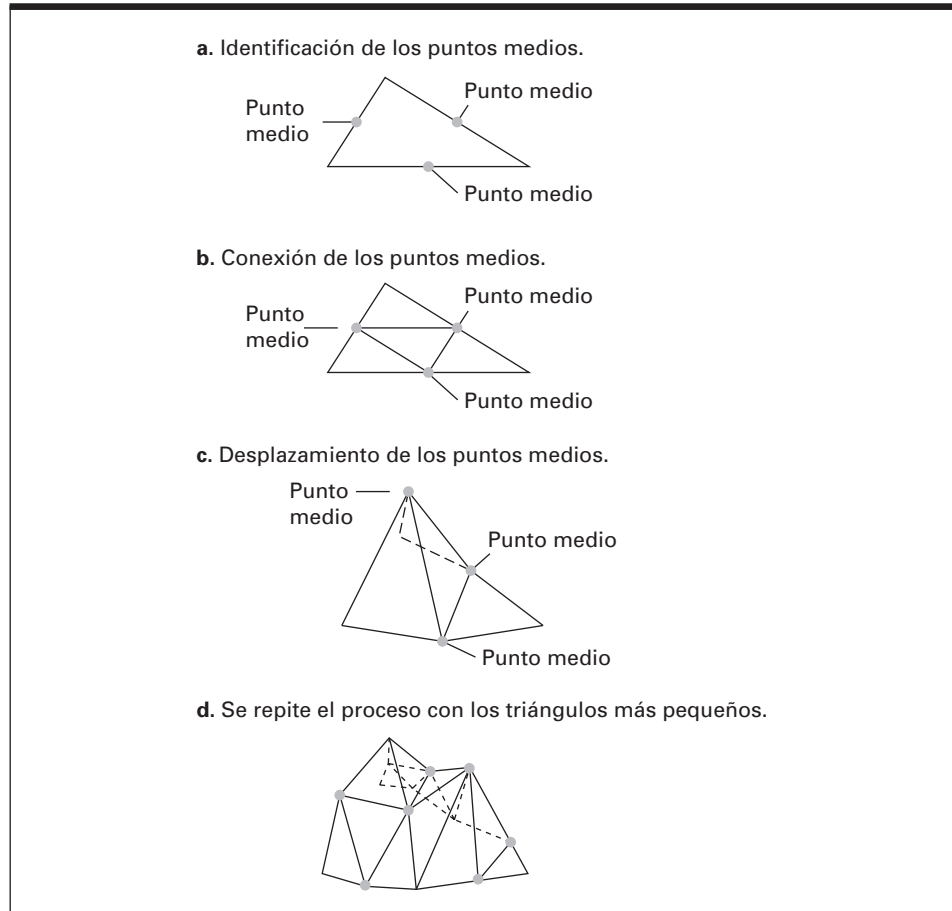 a. Identificación de los puntos medios.
Punto
medio
Punto medio
Punto medio
b. Conexión de los puntos medios.
Punto
medio
Punto medio
Punto medio
c. Desplazamiento de los puntos medios.
Punto
medio
Punto medio
Punto medio
d. Se repite el proceso con los triángulos más pequeños.